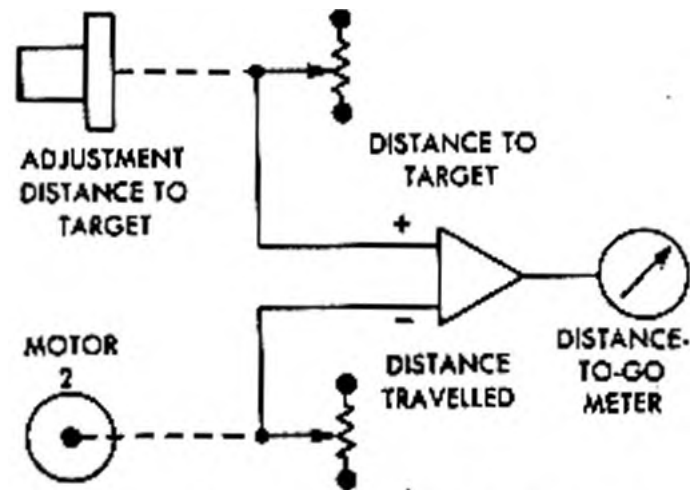 ADJUSTMENT
DISTANCE TO
TARGET
DISTANCE TO
TARGET
+
-
MOTOR
2
DISTANCE
TRAVELLED
DISTANCE-
TO-GO
METER